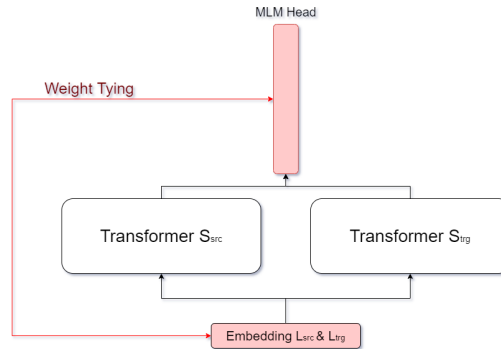 MLM Head
Weight Tying
Transformer Ssrc
Transformer Strg
Embedding Lsrc & Ltrg